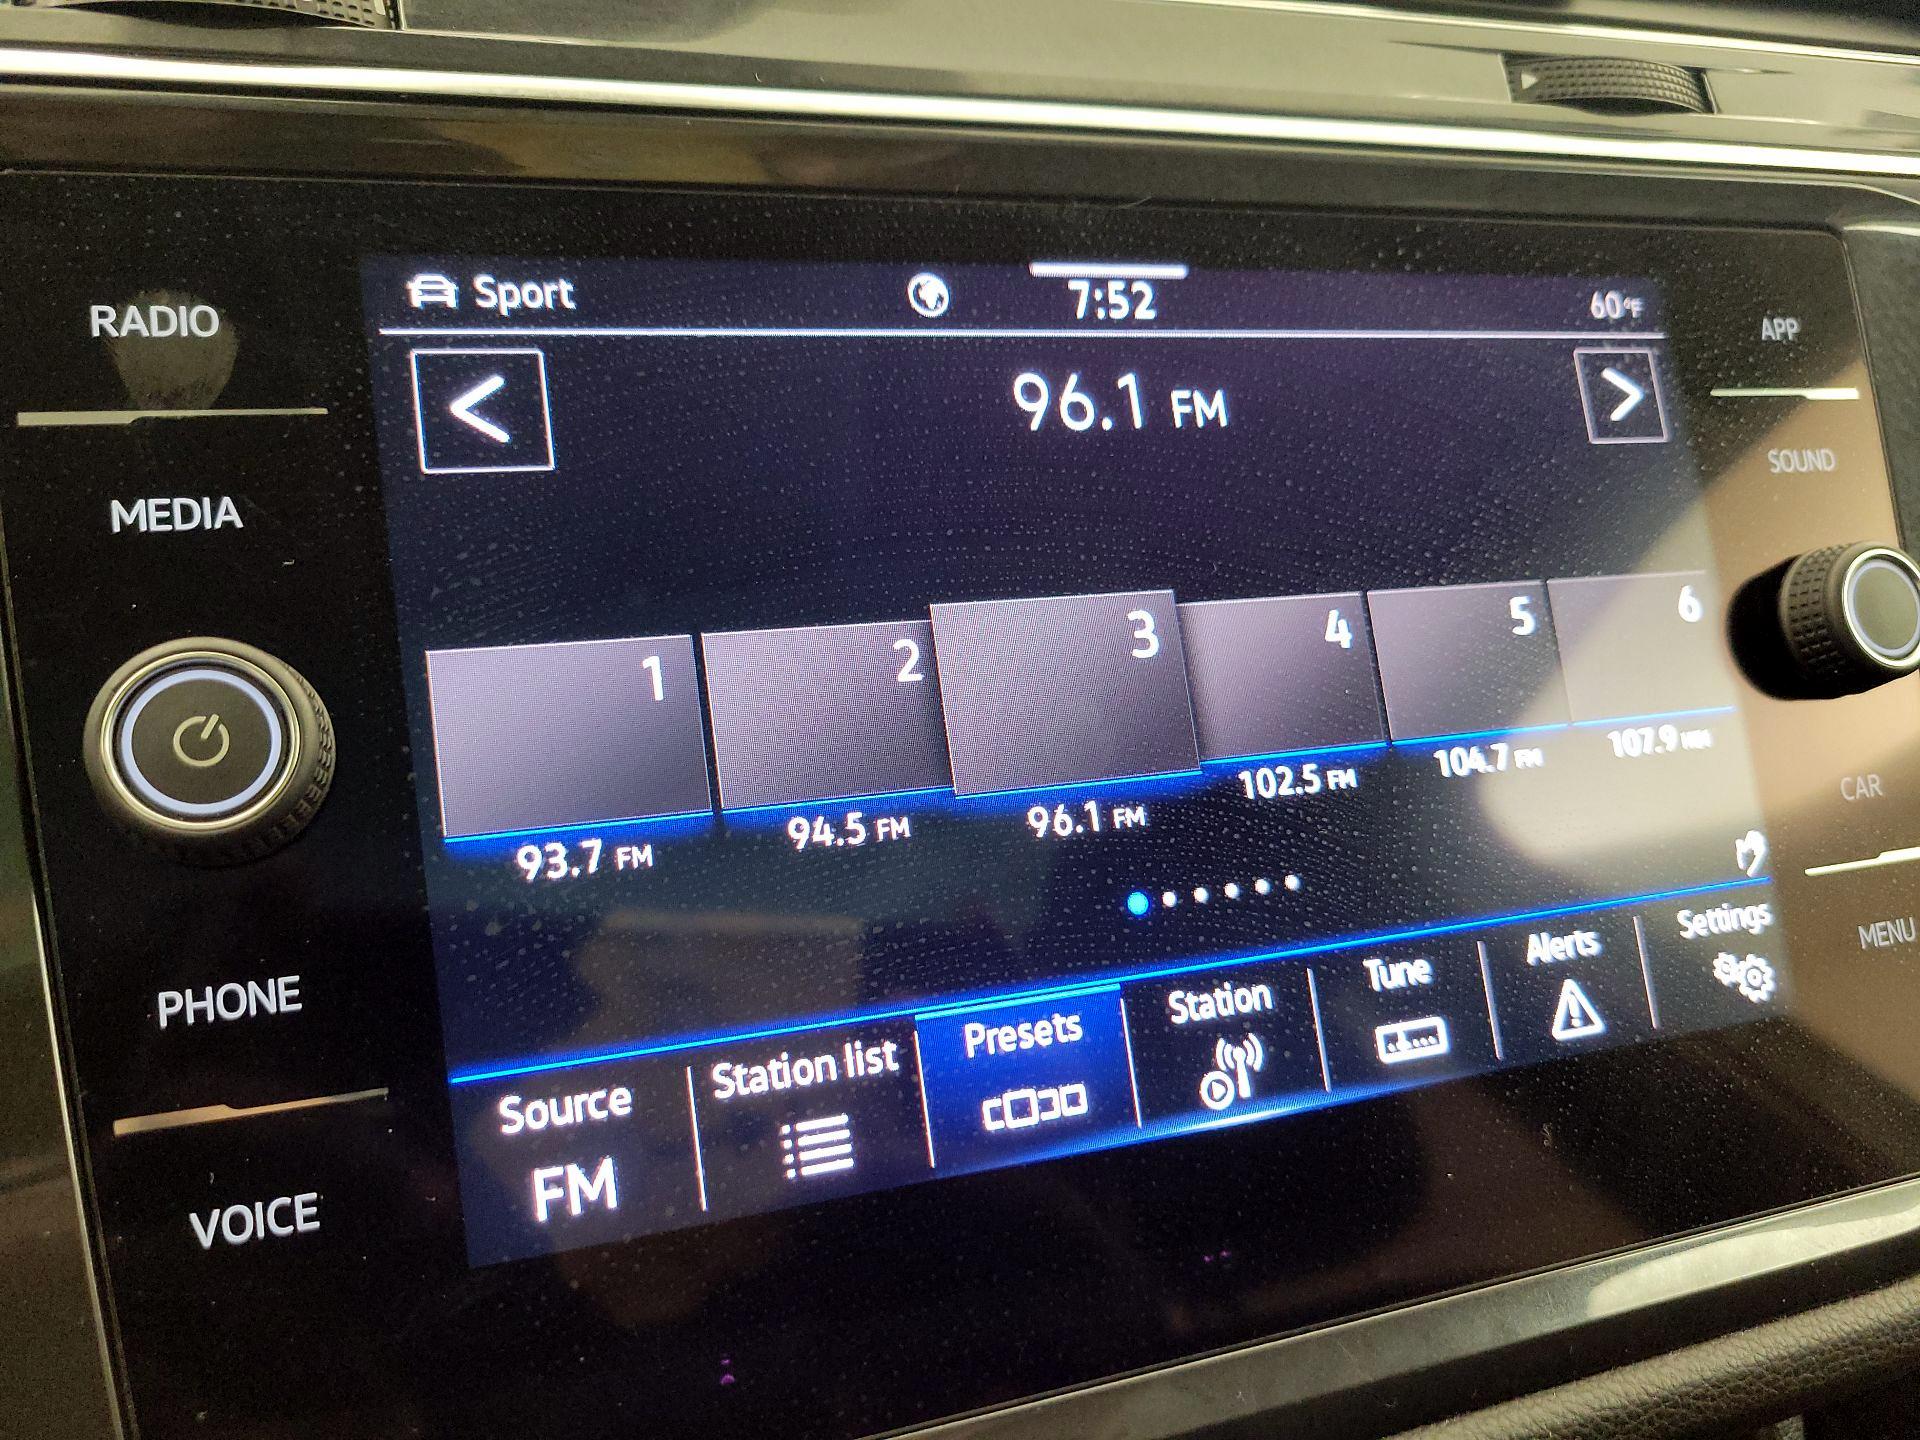 RADIO
MEDIA
PHONE
VOICE
Sport 7:52 60°F
96.1 FM
1 2 3 4 5 6
93.7 FM 94.5 FM 96.1 FM 102.5 FM 104.7 FM 107.9
Source Station list Presets Station Tune Alerts Settings
FM
APP
SOUND
CAR
MENU